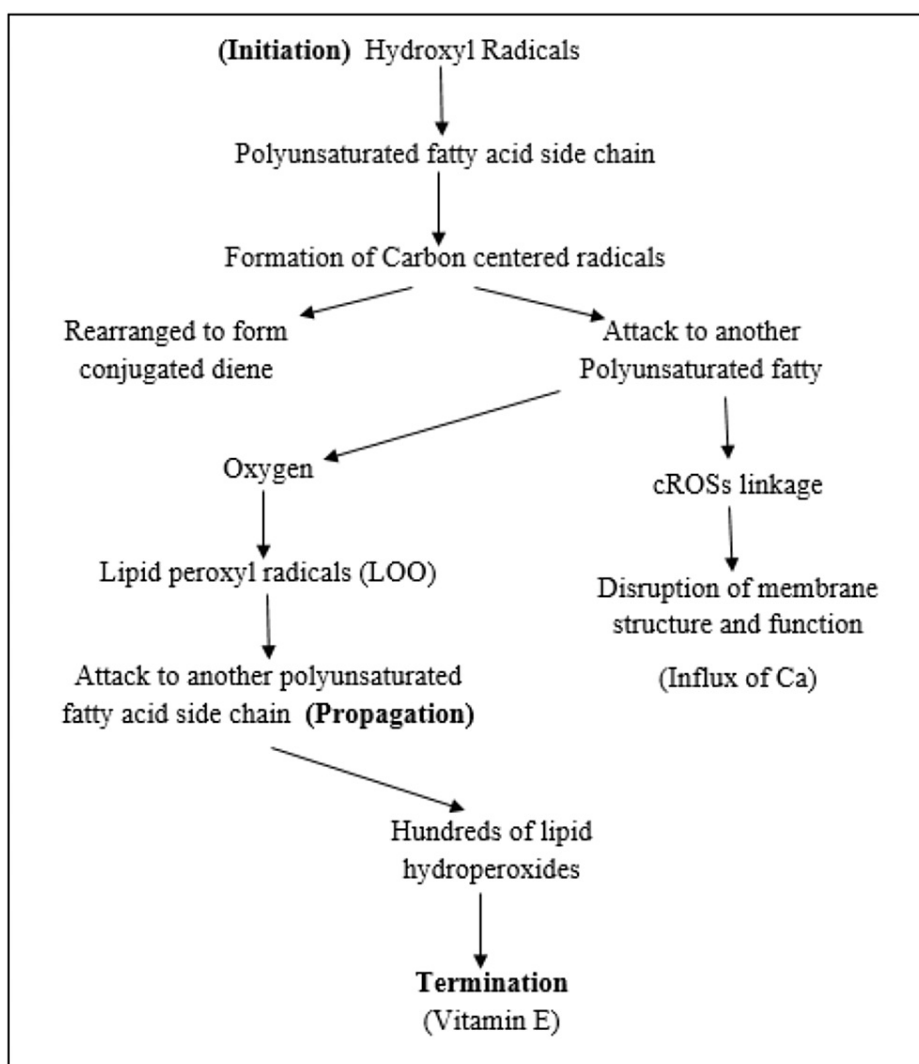 (Initiation) Hydroxyl Radicals
Polyunsaturated fatty acid side chain
Formation of Carbon centered radicals
Rearranged to form
conjugated diene
Attack to another
Polyunsaturated fatty
Oxygen
cROSs linkage
Lipid peroxyl radicals (LOO)
Disruption of membrane
structure and function
(Influx of Ca)
Attack to another polyunsaturated
fatty acid side chain (Propagation)
Hundreds of lipid
hydroperoxides
Termination
(Vitamin E)